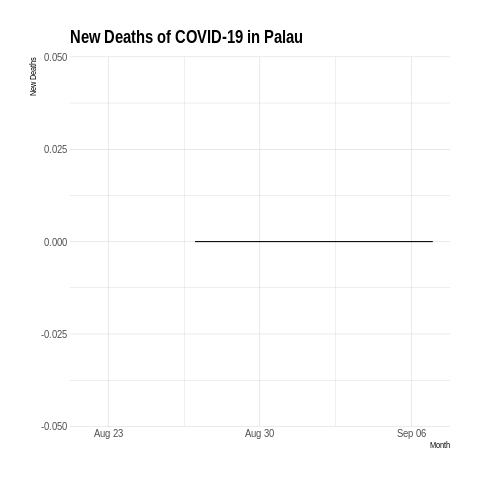 New Deaths of COVID-19 in Palau
New Deaths
0.050
0.025
0.000
-0.025
-0.050
Aug 23
Aug 30
Sep 06
Month